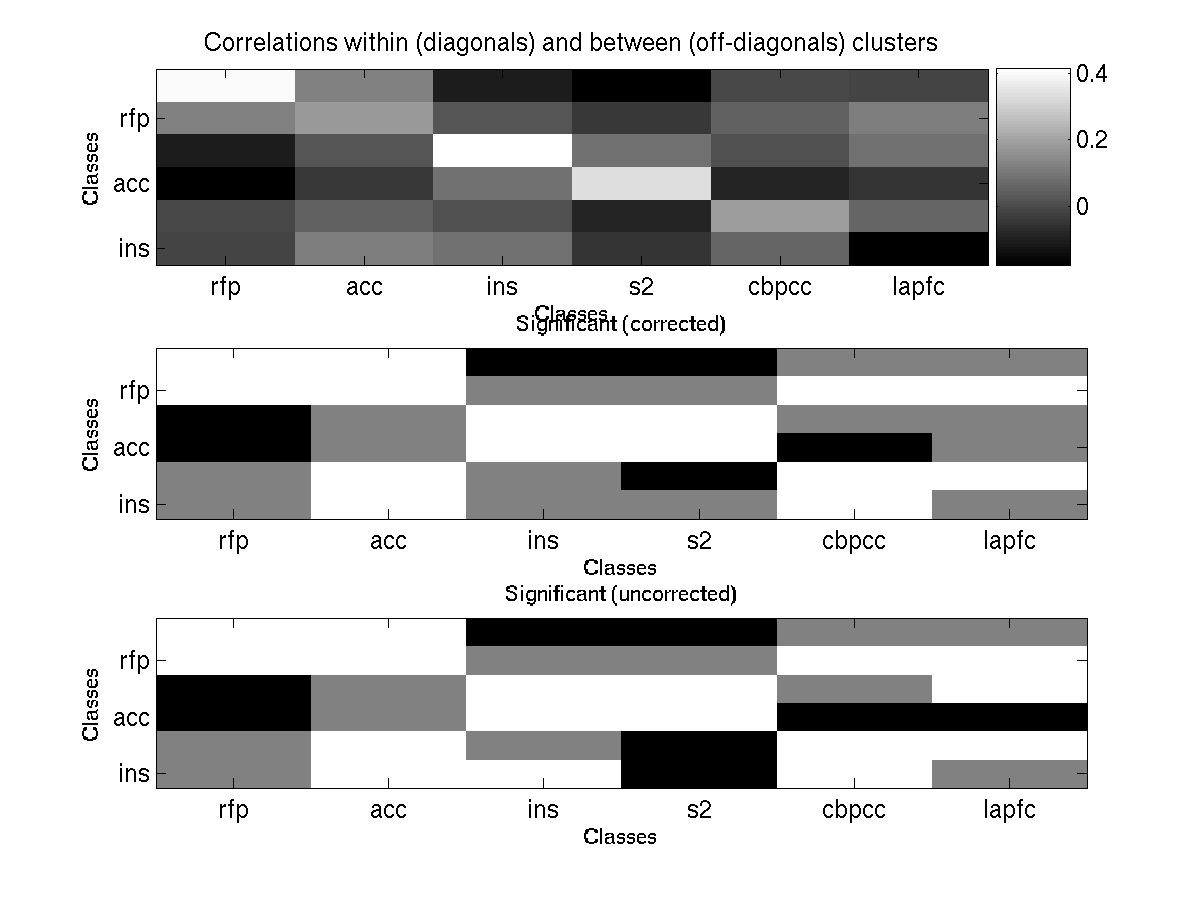 Correlations within (diagonals) and between (off-diagonals) clusters
Classes
rfp
acc
ins
0.4
0.2
0
rfp acc ins s2 cbpcc lapfc
Classes
Significant (corrected)
Classes
rfp
acc
ins
rfp acc ins s2 cbpcc lapfc
Classes
Significant (uncorrected)
Classes
rfp
acc
ins
rfp acc ins s2 cbpcc lapfc
Classes